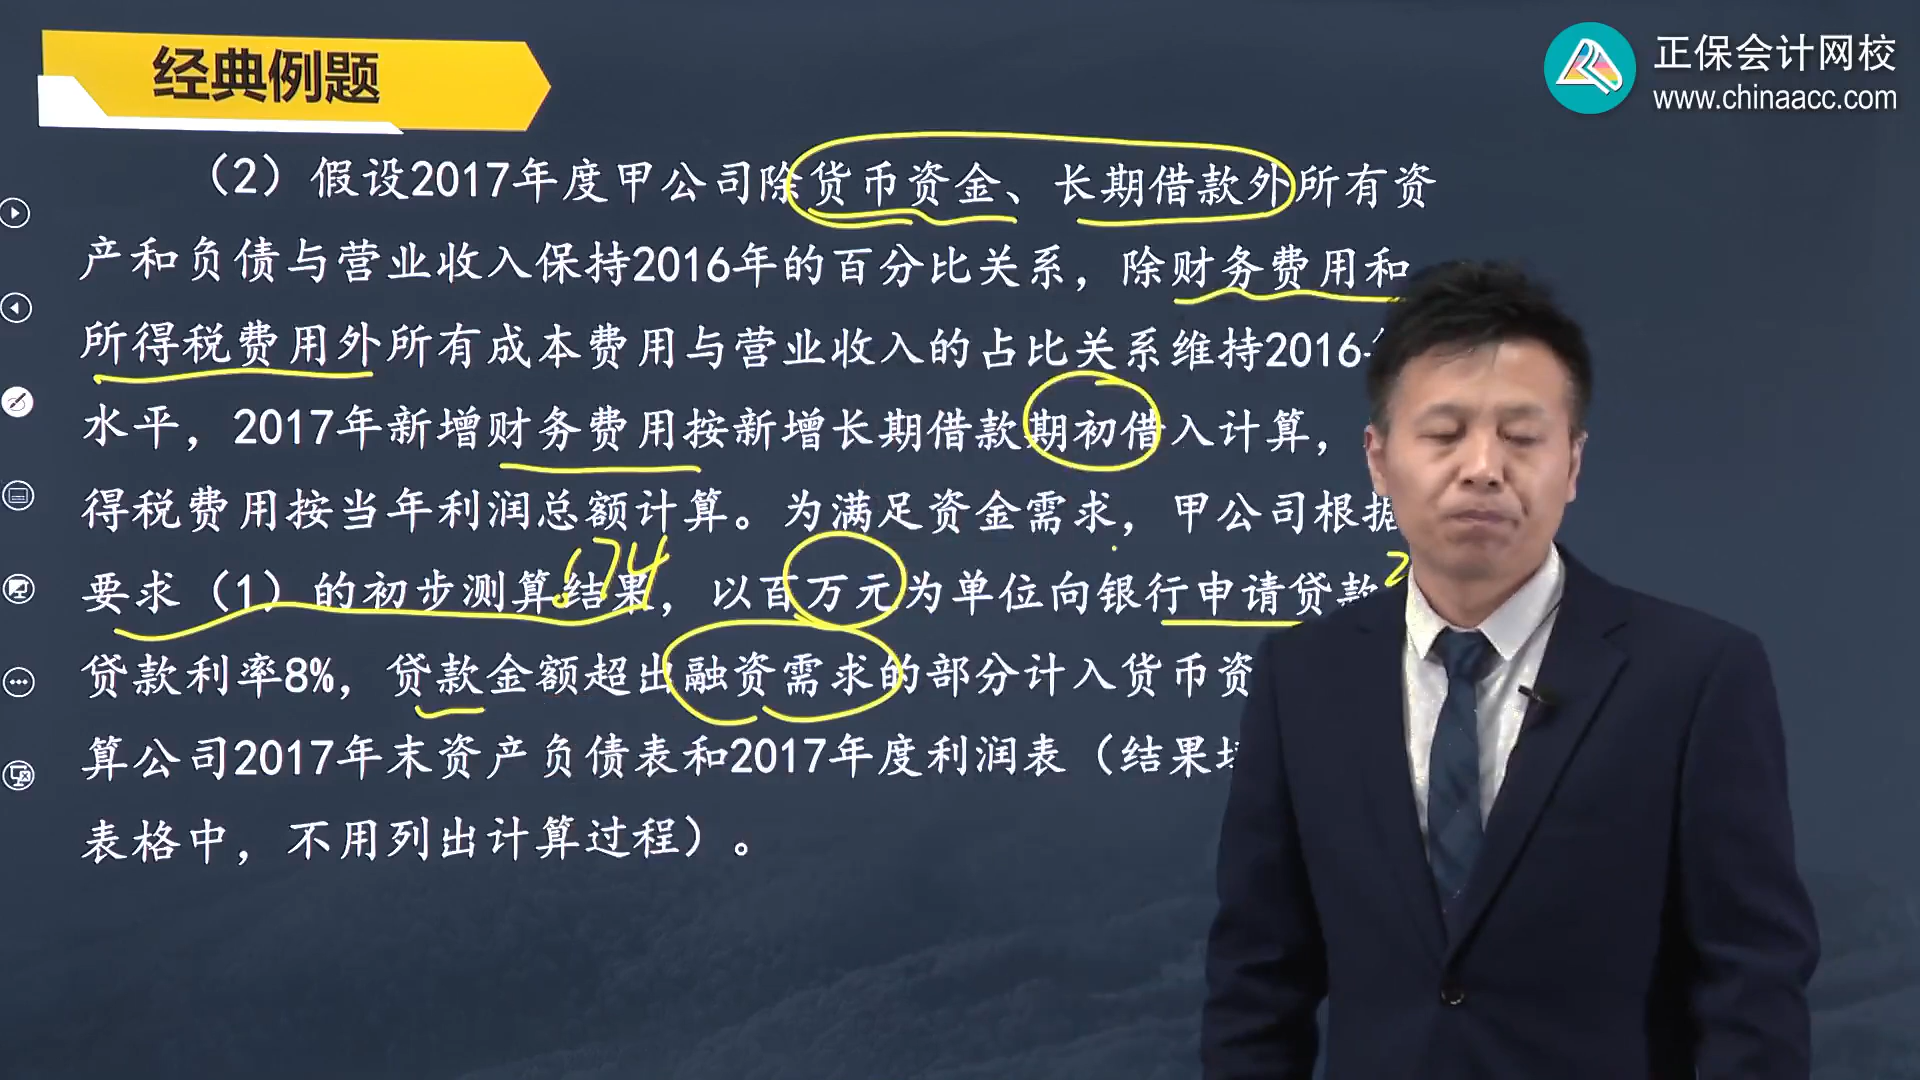 经典例题
正保会计网校
www.chinaacc.com
（2）假设2017年度甲公司除货币资金、长期借款外所有资
产和负债与营业收入保持2016年的百分比关系，除财务费用和
所得税费用外所有成本费用与营业收入的占比关系维持2016
水平，2017年新增财务费用按新增长期借款期初借入计算，
得税费用按当年利润总额计算。为满足资金需求，甲公司根据
174
要求（1）的初步测算结果，以百万元为单位向银行申请贷款
2
贷款利率8%，贷款金额超出融资需求的部分计入货币资
算公司2017年末资产负债表和2017年度利润表（结果填
表格中，不用列出计算过程）。